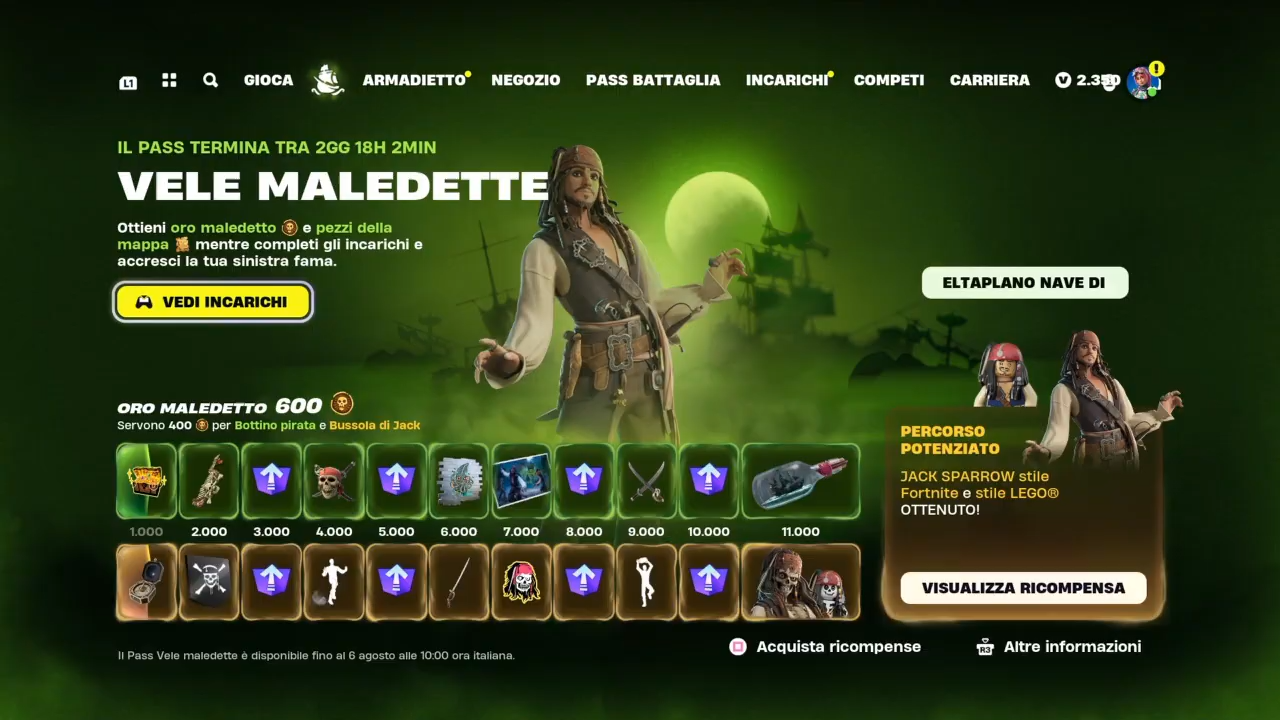 L1 GIOCA ARMADIETTO NEGOZIO PASS BATTAGLIA INCARICHI COMPETI CARRIERA
IL PASS TERMINA TRA 2GG 18H 2MIN
VELE MALEDETTE
Ottieni oro maledetto e pezzi della
mappa mentre completi gli incarichi e
accresci la tua sinistra fama.
VEDI INCARICHI
ELTAPLANO NAVE DI
ORO MALEDETTO 600
Servono 400 per Bottino pirata e Bussola di Jack
1.000 2.000 3.000 4.000 5.000 6.000 7.000 8.000 9.000 10.000 11.000
PERCORSO
POTENZIATO
JACK SPARROW stile
Fortnite e stile LEGO®
OTTENUTO!
VISUALIZZA RICOMPENSA
Il Pass Vele maledette è disponibile fino al 6 agosto alle 10:00 ora italiana.
Acquista ricompense R3 Altre informazioni